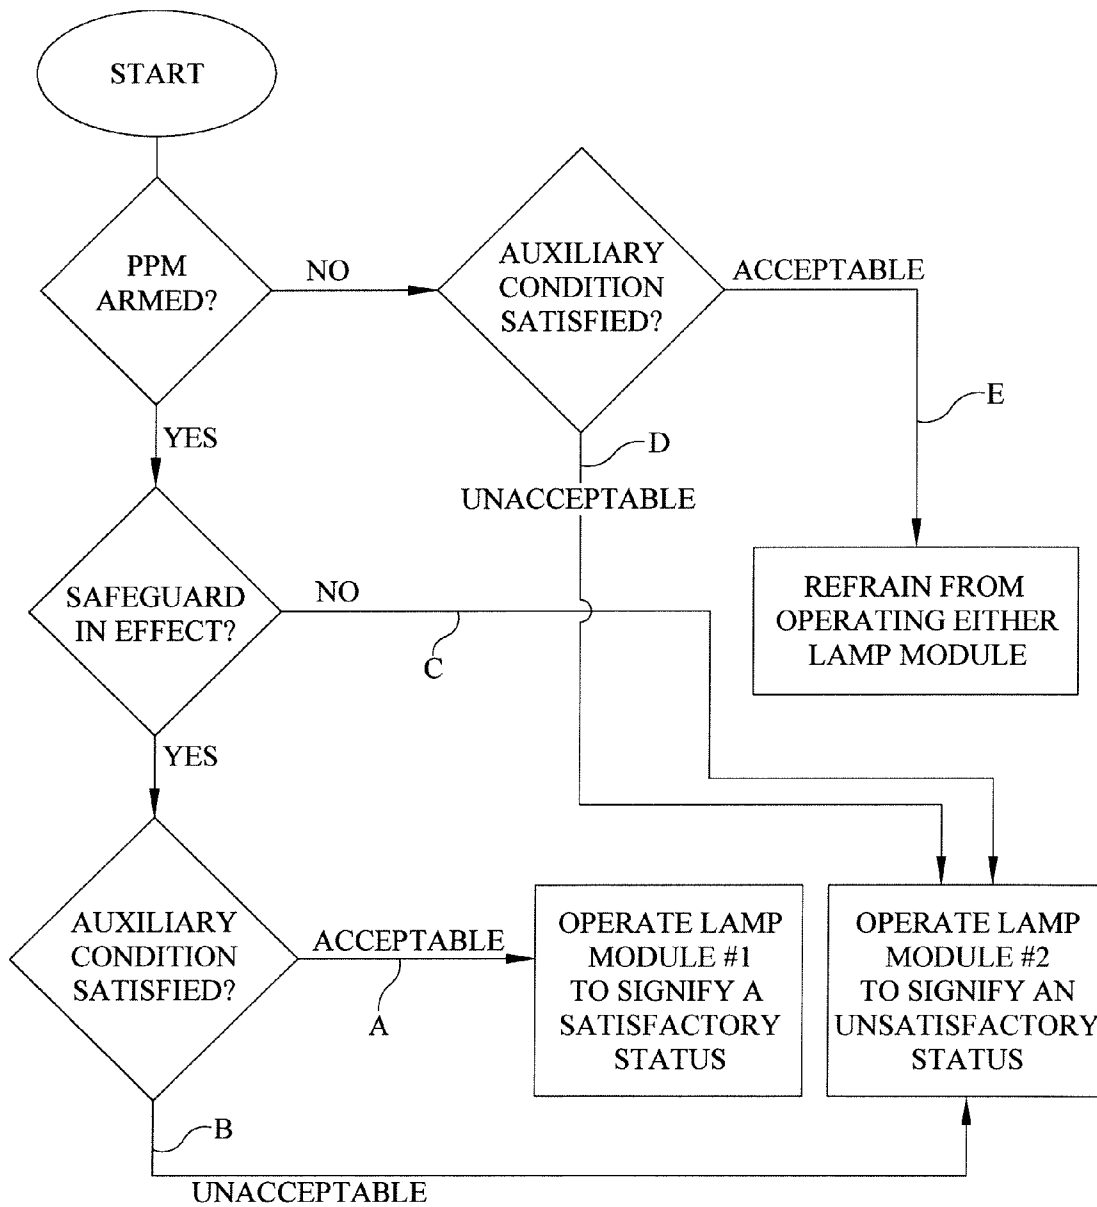 START
PPM
ARMED?
NO
AUXILIARY
CONDITION
SATISFIED?
ACCEPTABLE
E
YES
D
UNACCEPTABLE
SAFEGUARD
IN EFFECT?
NO
C
REFRAIN FROM
OPERATING EITHER
LAMP MODULE
YES
AUXILIARY
CONDITION
SATISFIED?
ACCEPTABLE
A
OPERATE LAMP
MODULE #1
TO SIGNIFY A
SATISFACTORY
STATUS
OPERATE LAMP
MODULE #2
TO SIGNIFY AN
UNSATISFACTORY
STATUS
B
UNACCEPTABLE